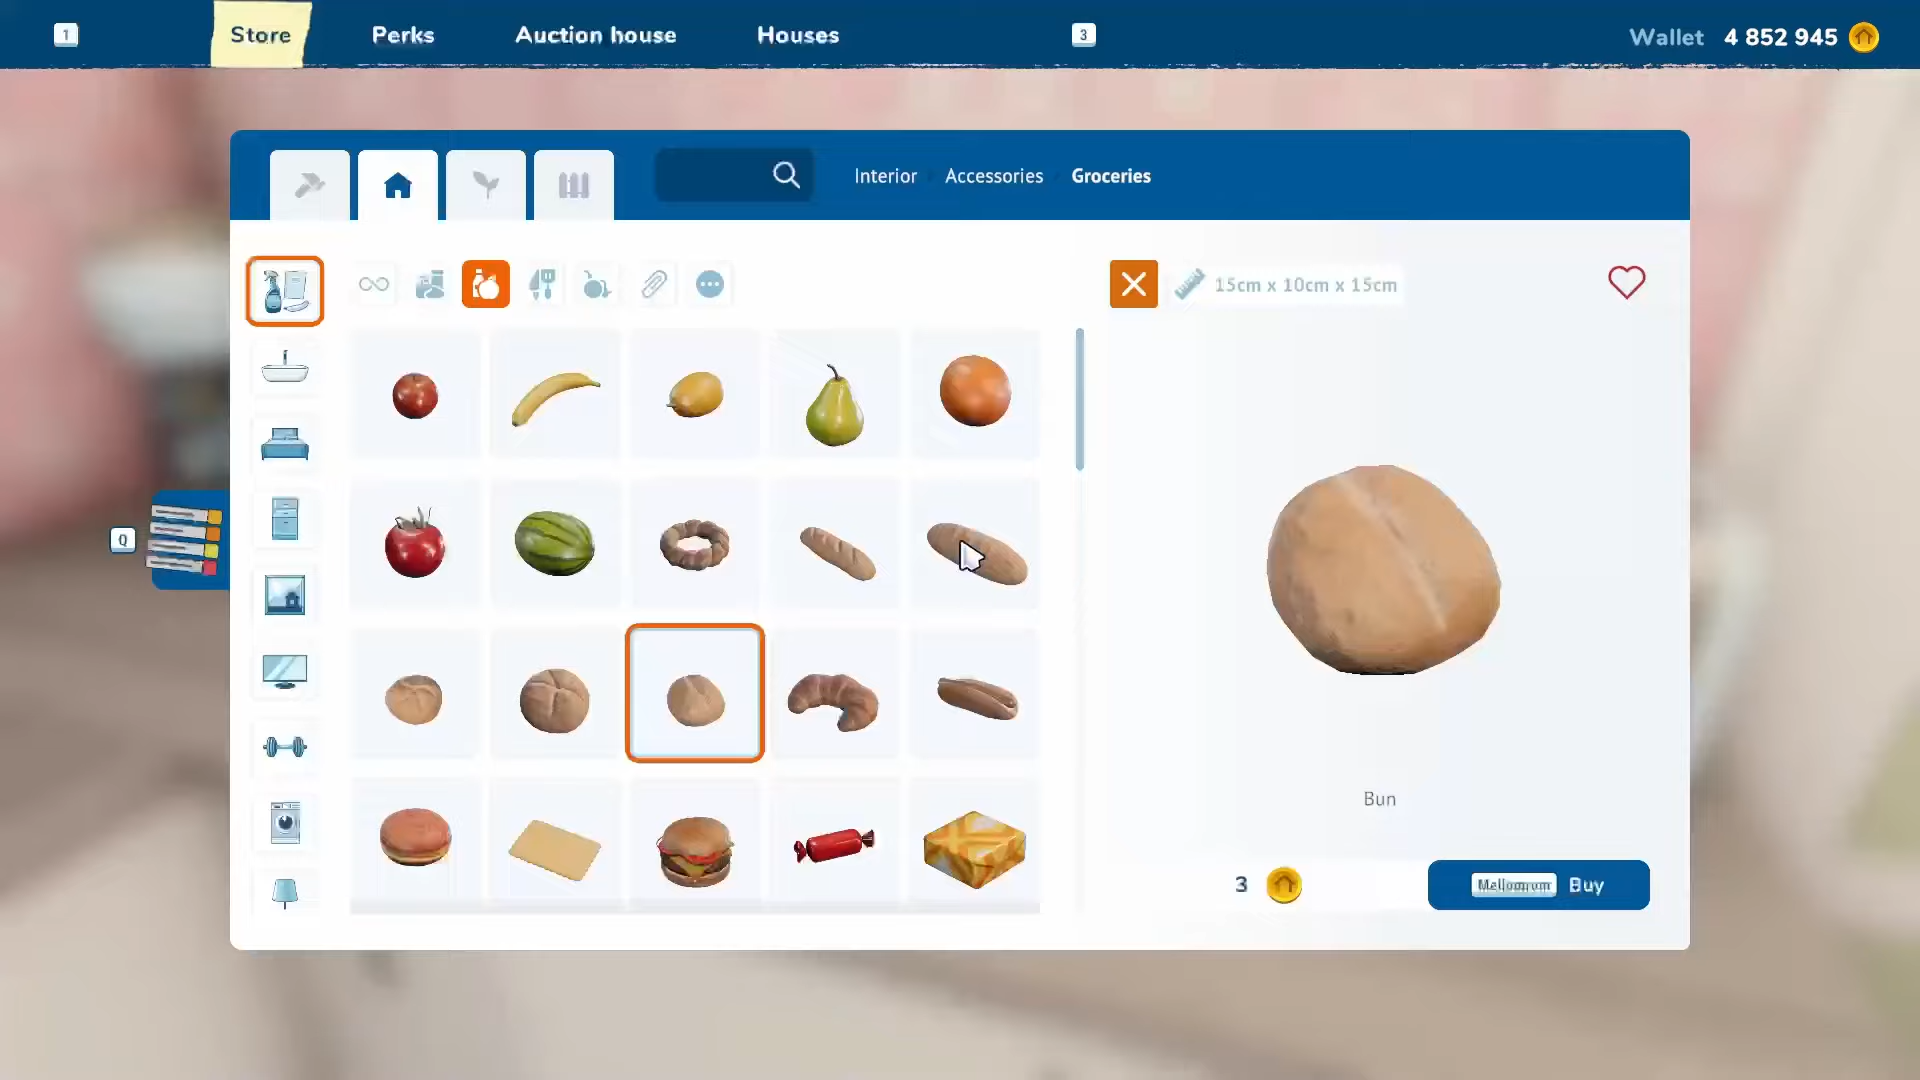 1
Store
Perks
Auction house
Houses
3
Wallet 4 852 945
Interior
Accessories
Groceries
15cm x 10cm x 15cm
Q
Bun
3
Mellomrom Buy